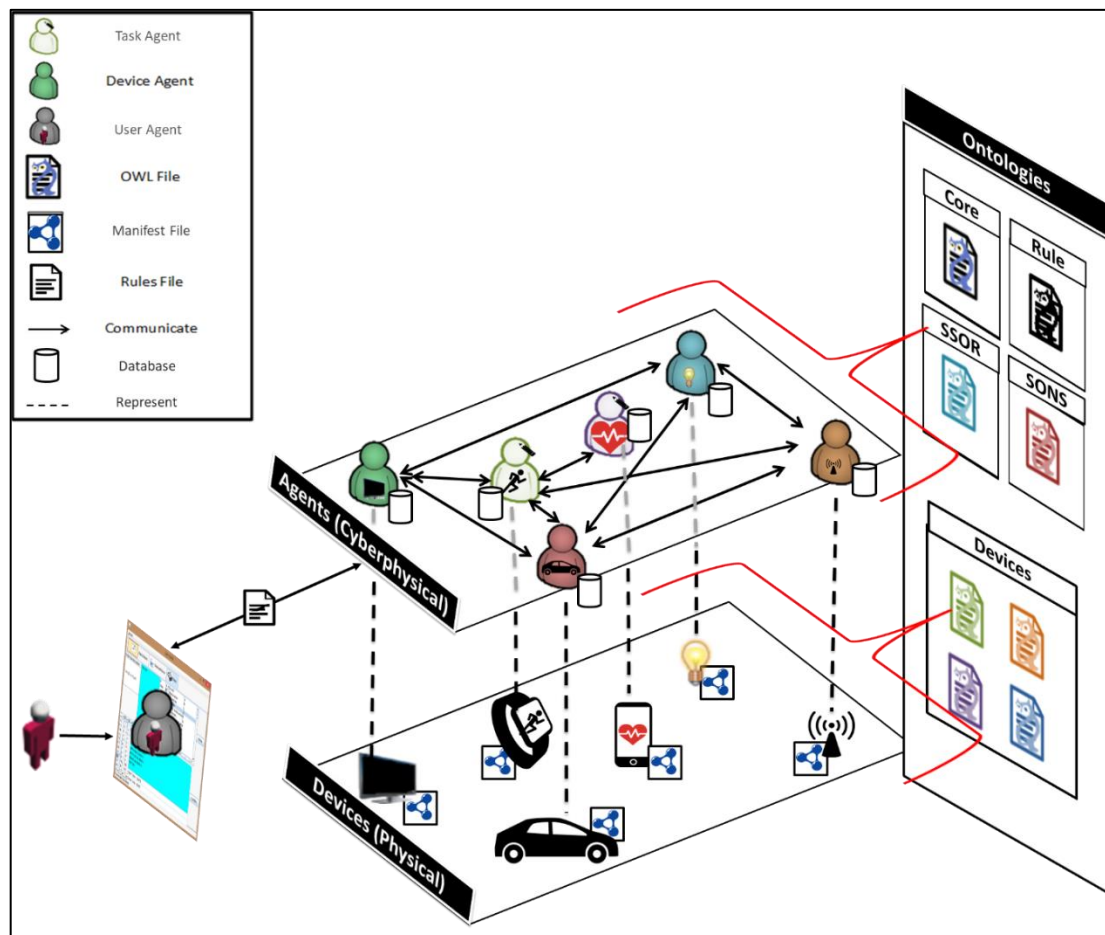 Task Agent
Device Agent
User Agent
OWL File
Manifest File
Rules File
Communicate
Database
Represent
Ontologies
Core
Rule
SSOR
SONS
Devices
Agents (Cyberphysical)
Devices (Physical)